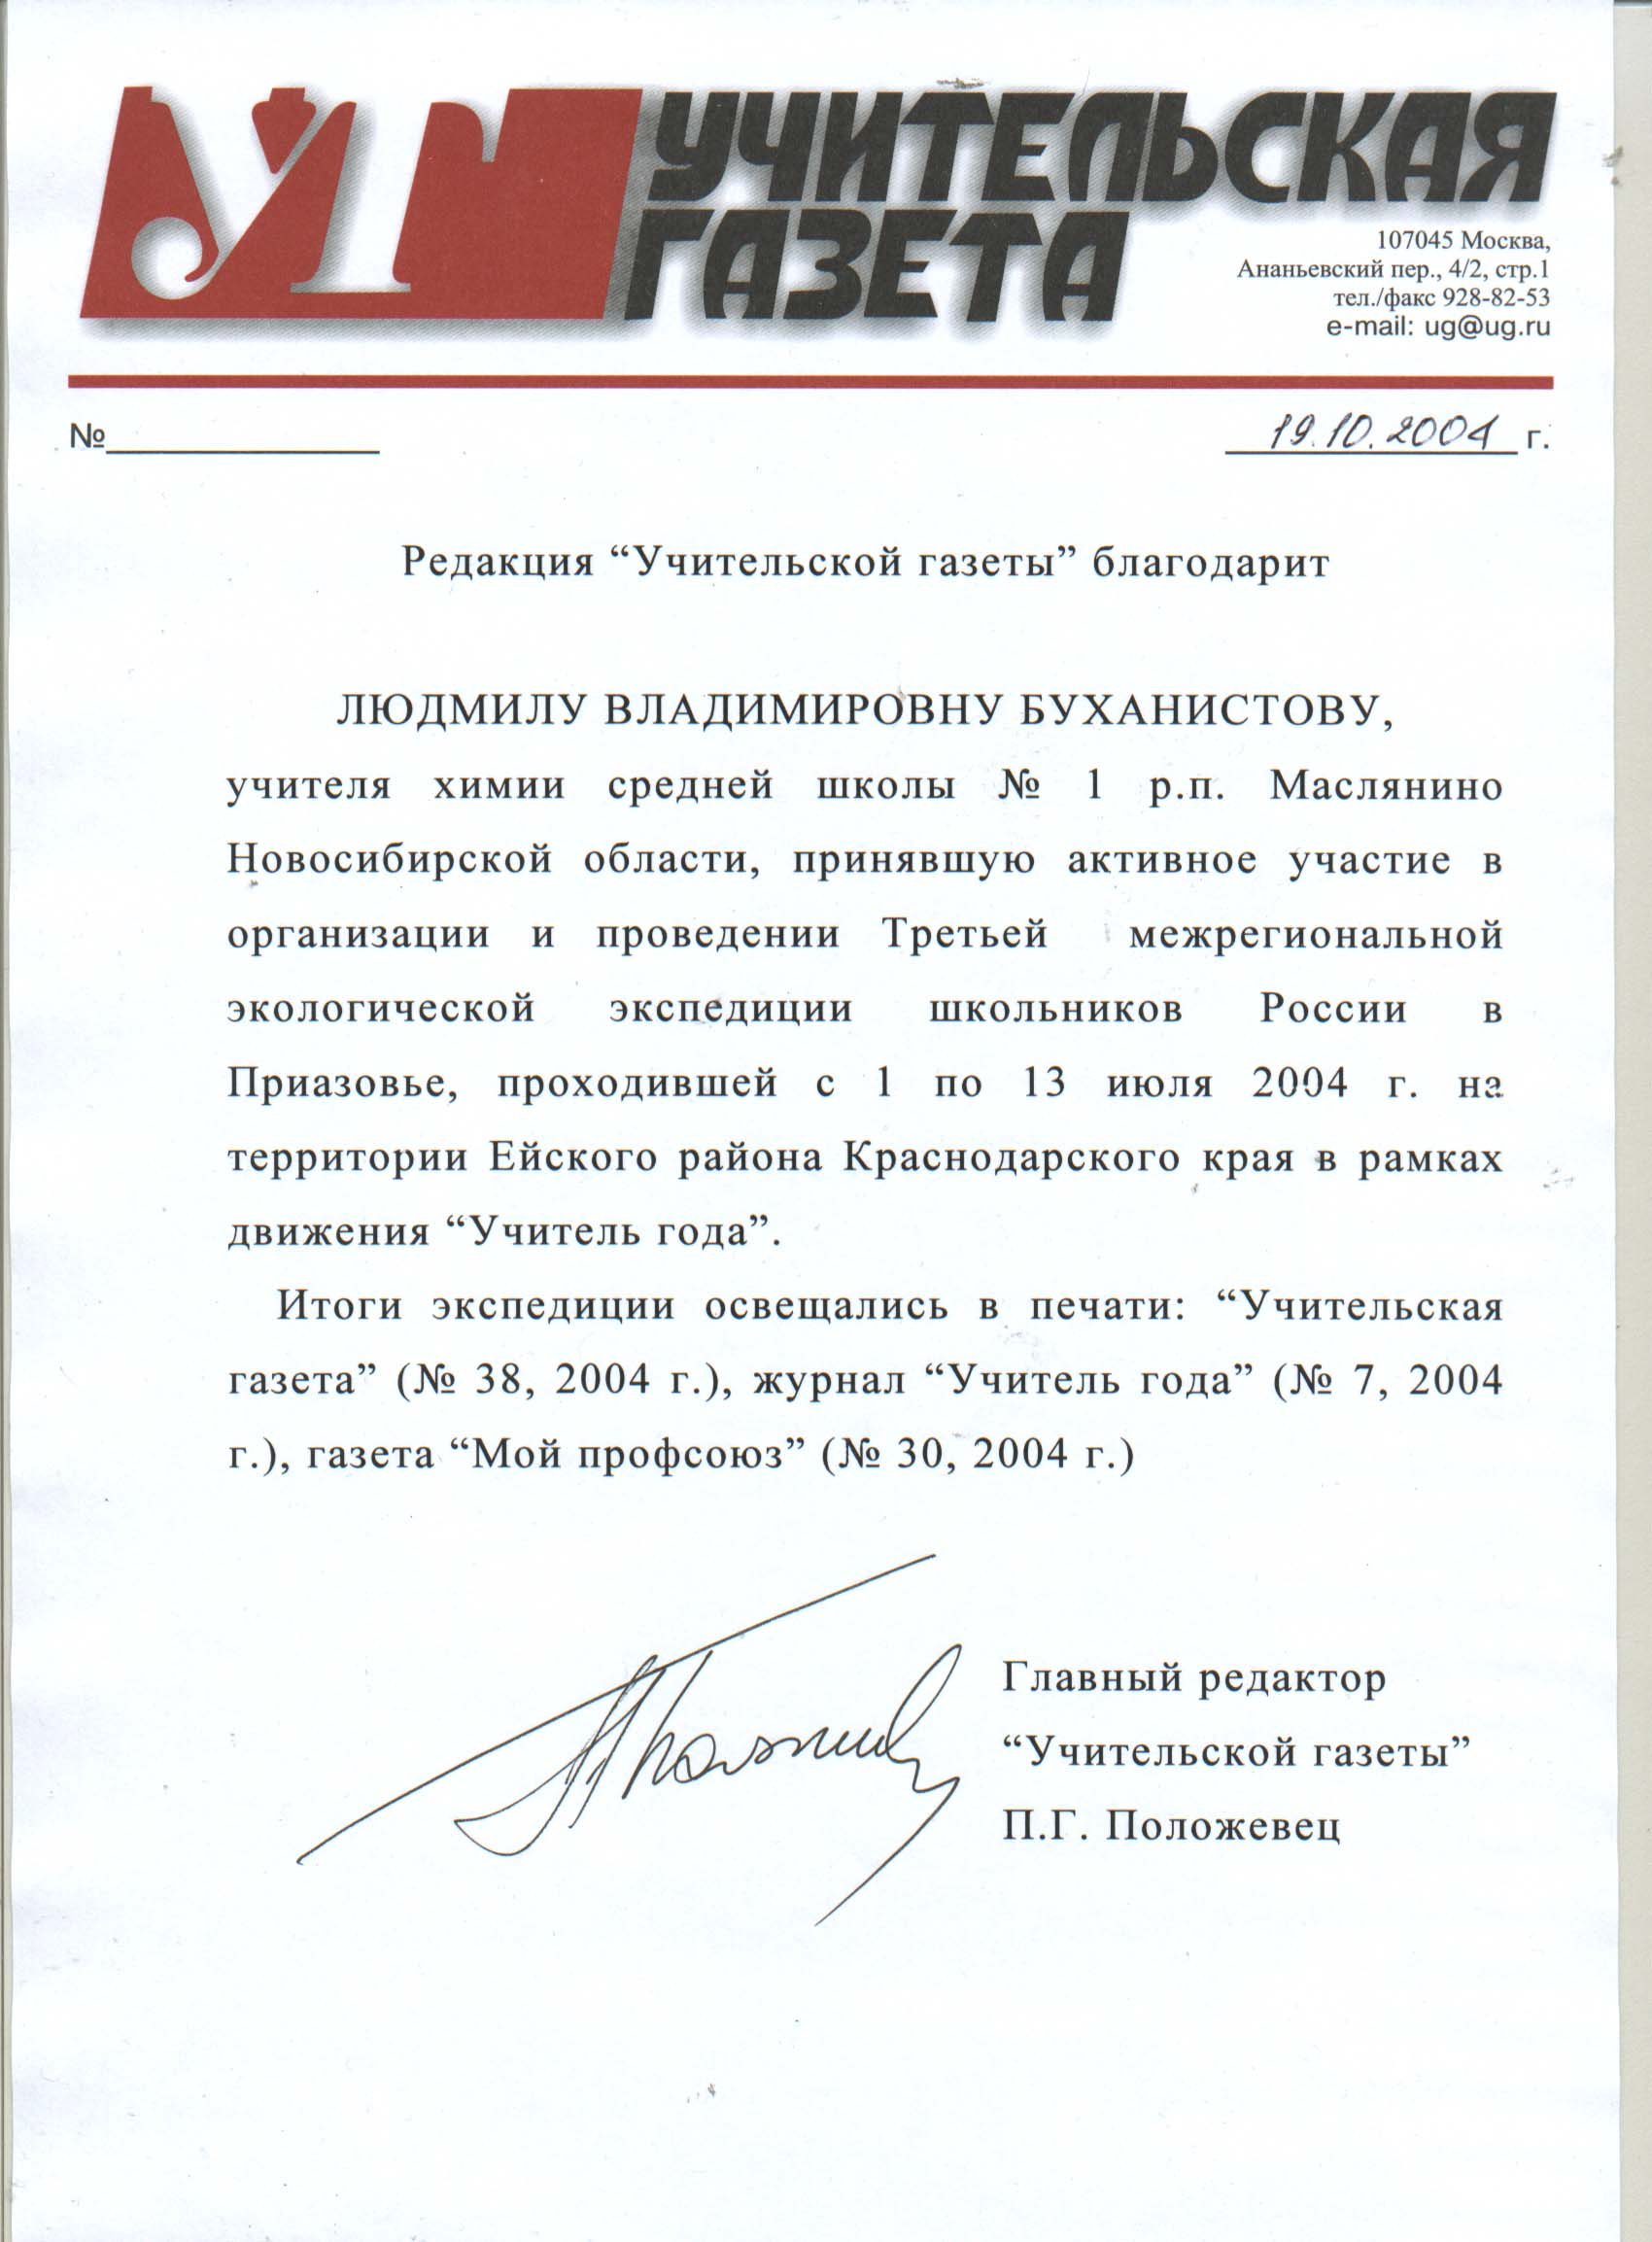 УГ УЧИТЕЛЬСКАЯ
ГАЗЕТА
107045 Москва,
Ананьевский пер., 4/2, стр.1
тел./факс 928-82-53
e-mail: ug@ug.ru
№____________ 19.10.2004 г.
Редакция “Учительской газеты” благодарит
ЛЮДМИЛУ ВЛАДИМИРОВНУ БУХАНИСТОВУ,
учителя химии средней школы № 1 р.п. Маслянино
Новосибирской области, принявшую активное участие в
организации и проведении Третьей межрегиональной
экологической экспедиции школьников России в
Приазовье, проходившей с 1 по 13 июля 2004 г. на
территории Ейского района Краснодарского края в рамках
движения “Учитель года”.
Итоги экспедиции освещались в печати: “Учительская
газета” (№ 38, 2004 г.), журнал “Учитель года” (№ 7, 2004
г.), газета “Мой профсоюз” (№ 30, 2004 г.)
Главный редактор
“Учительской газеты”
П.Г. Положевец